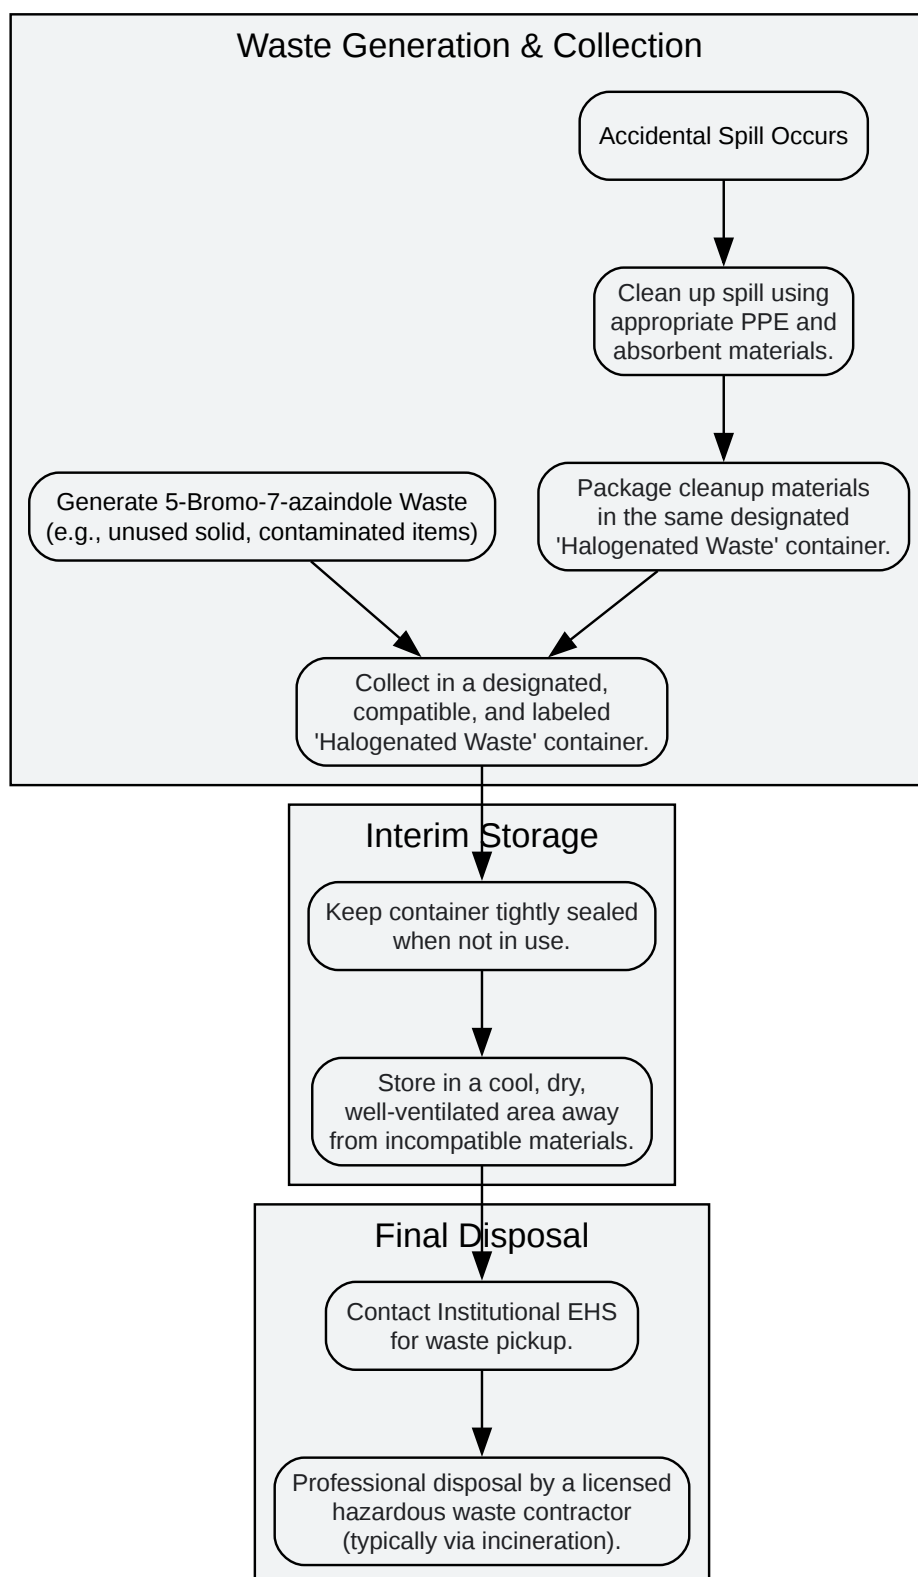 Waste Generation & Collection
Accidental Spill Occurs
Clean up spill using
appropriate PPE and
absorbent materials.
Generate 5-Bromo-7-azaindole Waste
(e.g., unused solid, contaminated items)
Package cleanup materials
in the same designated
'Halogenated Waste' container.
Collect in a designated,
compatible, and labeled
'Halogenated Waste' container.
Interim Storage
Keep container tightly sealed
when not in use.
Store in a cool, dry,
well-ventilated area away
from incompatible materials.
Final Disposal
Contact Institutional EHS
for waste pickup.
Professional disposal by a licensed
hazardous waste contractor
(typically via incineration).